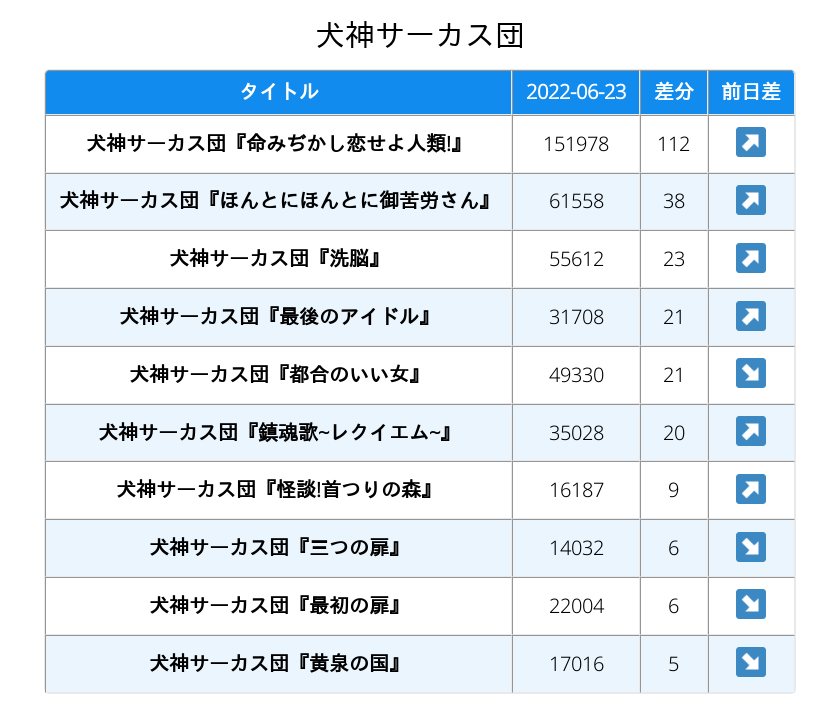 犬神サーカス団
タイトル 2022-06-23 差分 前日差
犬神サーカス団『命みぢかし恋せよ人類!』 151978 112 ↗
犬神サーカス団『ほんとにほんとに御苦労さん』 61558 38 ↗
犬神サーカス団『洗脳』 55612 23 ↗
犬神サーカス団『最後のアイドル』 31708 21 ↗
犬神サーカス団『都合のいい女』 49330 21 ↘
犬神サーカス団『鎮魂歌~レクイエム~』 35028 20 ↗
犬神サーカス団『怪談!首つりの森』 16187 9 ↗
犬神サーカス団『三つの扉』 14032 6 ↘
犬神サーカス団『最初の扉』 22004 6 ↘
犬神サーカス団『黄泉の国』 17016 5 ↘